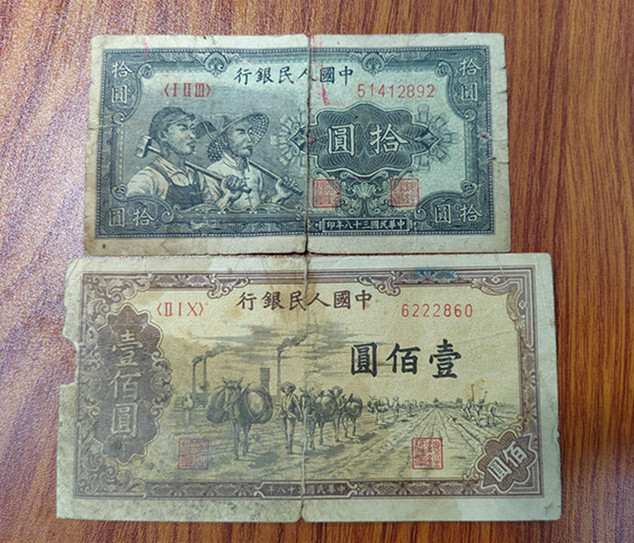 中國人民銀行
拾圓
拾圓
〈I II III〉
51412892
拾圓
拾圓
拾圓
中華民國三十八年印
中國人民銀行
〈II I X〉
6222860
壹佰圓
壹佰圓
佰圓